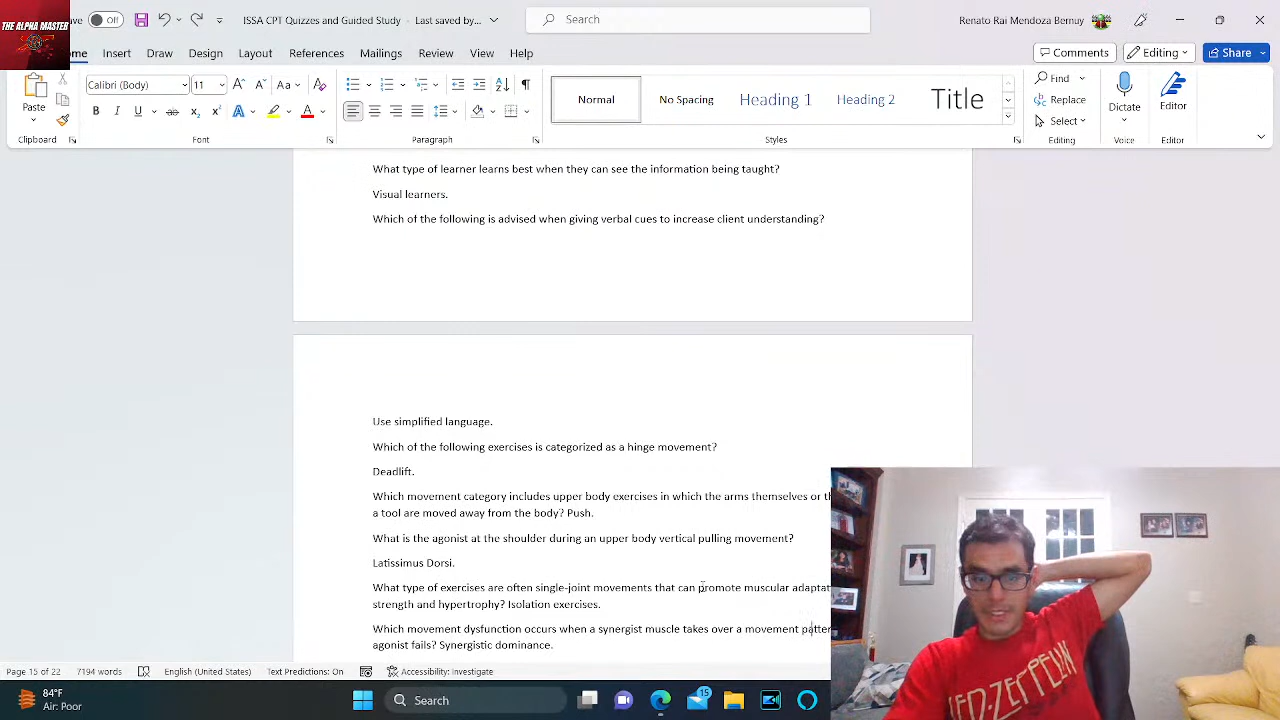 THE ALPHA MASTER
Off
ISSA CPT Quizzes and Guided Study - Last saved by...
Search
Renato Rai Mendoza Bernuy
Insert Draw Design Layout References Mailings Review View Help
Comments
Editing
Share
Calibri (Body) 11
Paste
Normal
No Spacing
Heading 1
Heading 2
Title
Find
Replace
Select
Dictate
Editor
Clipboard
Font
Paragraph
Styles
Editing
Voice
Editor
What type of learner learns best when they can see the information being taught?
Visual learners.
Which of the following is advised when giving verbal cues to increase client understanding?
Use simplified language.
Which of the following exercises is categorized as a hinge movement?
Deadlift.
Which movement category includes upper body exercises in which the arms themselves or
a tool are moved away from the body? Push.
What is the agonist at the shoulder during an upper body vertical pulling movement?
Latissimus Dorsi.
What type of exercises are often single-joint movements that can promote muscular
strength and hypertrophy? Isolation exercises.
Which movement dysfunction occurs when a synergist muscle takes over a movement
agonist fails? Synergistic dominance.
LED-ZEPPELIN
Page 15 of 22 7194 words English (United States) Text Predictions: On Accessibility: Investigate
84°F
Air: Poor
Search
15